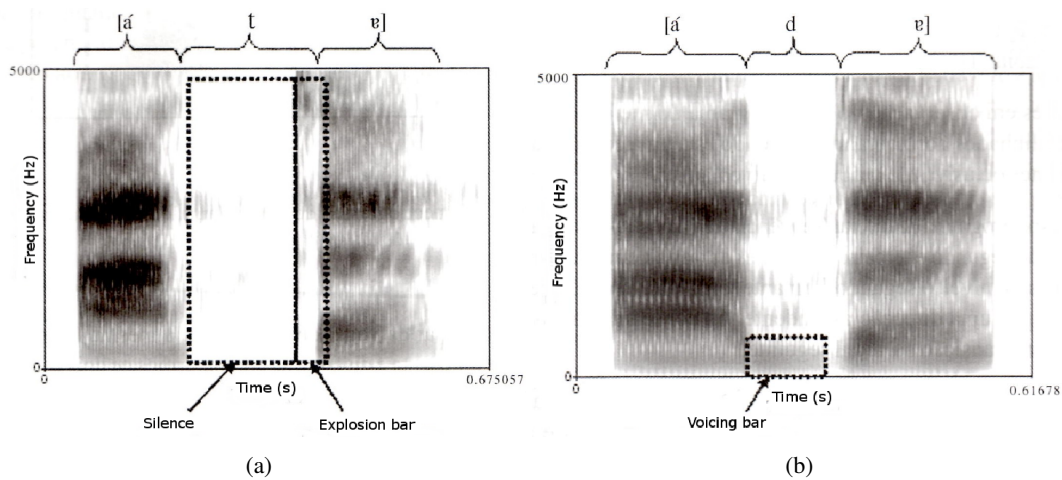 [á t ɐ]
5000
Frequency (Hz)
0
0
Time (s)
0.675057
Silence
Explosion bar
(a)
[á d ɐ]
5000
Frequency (Hz)
0
0
Time (s)
0.61678
Voicing bar
(b)